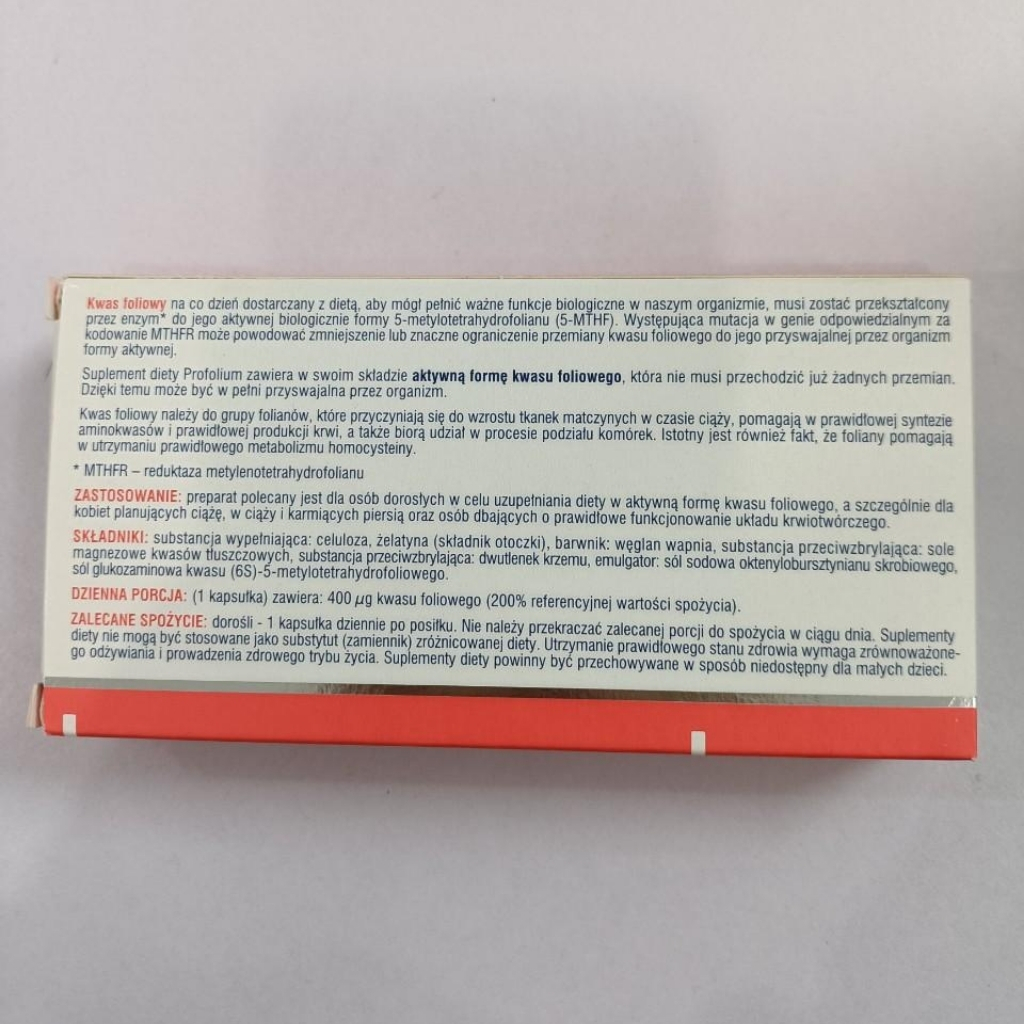 Kwas foliowy na co dzień dostarczany z dietą, aby mógł pełnić ważne funkcje biologiczne w naszym organizmie, musi zostać przekształcony
przez enzym* do jego aktywnej biologicznie formy 5-metylotetrahydrofolianu (5-MTHF). Występująca mutacja w genie odpowiedzialnym za
kodowanie MTHFR może powodować zmniejszenie lub znaczne ograniczenie przemiany kwasu foliowego do jego przyswajalnej przez organizm
formy aktywnej.
Suplement diety Profolium zawiera w swoim składzie aktywną formę kwasu foliowego, która nie musi przechodzić już żadnych przemian.
Dzięki temu może być w pełni przyswajalna przez organizm.
Kwas foliowy należy do grupy folianów, które przyczyniają się do wzrostu tkanek matczynych w czasie ciąży, pomagają w prawidłowej syntezie
aminokwasów i prawidłowej produkcji krwi, a także biorą udział w procesie podziału komórek. Istotny jest również fakt, że foliany pomagają
w utrzymaniu prawidłowego metabolizmu homocysteiny.
* MTHFR – reduktaza metylenotetrahydrofolianu
ZASTOSOWANIE: preparat polecany jest dla osób dorosłych w celu uzupełniania diety w aktywną formę kwasu foliowego, a szczególnie dla
kobiet planujących ciążę, w ciąży i karmiących piersią oraz osób dbających o prawidłowe funkcjonowanie układu krwiotwórczego.
SKŁADNIKI: substancja wypełniająca: celuloza, żelatyna (składnik otoczki), barwnik: węglan wapnia, substancja przeciwzbrylająca: sole
magnezowe kwasów tłuszczowych, substancja przeciwzbrylająca: dwutlenek krzemu, emulgator: sól sodowa oktenylobursztynianu skrobiowego,
sól glukozaminowa kwasu (6S)-5-metylotetrahydrofoliowego.
DZIENNA PORCJA: (1 kapsułka) zawiera: 400 µg kwasu foliowego (200% referencyjnej wartości spożycia).
ZALECANE SPOŻYCIE: dorośli - 1 kapsułka dziennie po posiłku. Nie należy przekraczać zalecanej porcji do spożycia w ciągu dnia. Suplementy
diety nie mogą być stosowane jako substytut (zamiennik) zróżnicowanej diety. Utrzymanie prawidłowego stanu zdrowia wymaga zrównoważone-
go odżywiania i prowadzenia zdrowego trybu życia. Suplementy diety powinny być przechowywane w sposób niedostępny dla małych dzieci.